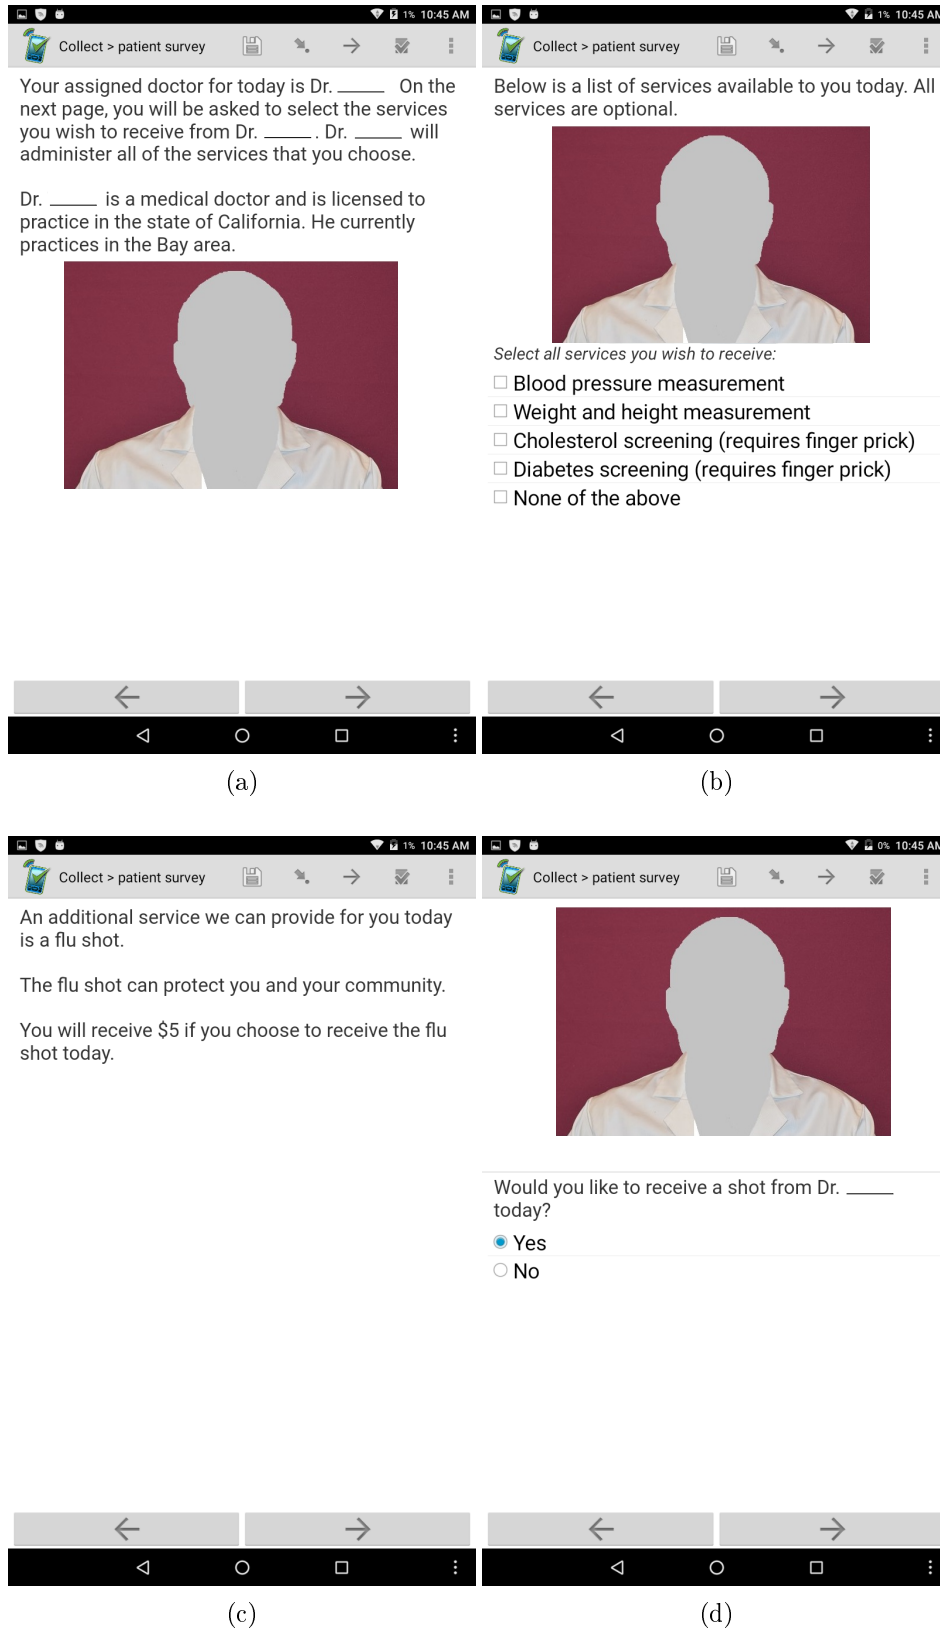 1% 10:45 AM
Collect > patient survey
Your assigned doctor for today is Dr. _____ On the
next page, you will be asked to select the services
you wish to receive from Dr. _____ . Dr. _____ will
administer all of the services that you choose.
Dr. _____ is a medical doctor and is licensed to
practice in the state of California. He currently
practices in the Bay area.
(a)
1% 10:45 AM
Collect > patient survey
Below is a list of services available to you today. All
services are optional.
Select all services you wish to receive:
Blood pressure measurement
Weight and height measurement
Cholesterol screening (requires finger prick)
Diabetes screening (requires finger prick)
None of the above
(b)
1% 10:45 AM
Collect > patient survey
An additional service we can provide for you today
is a flu shot.
The flu shot can protect you and your community.
You will receive $5 if you choose to receive the flu
shot today.
(c)
0% 10:45 AM
Collect > patient survey
Would you like to receive a shot from Dr. _____
today?
Yes
No
(d)